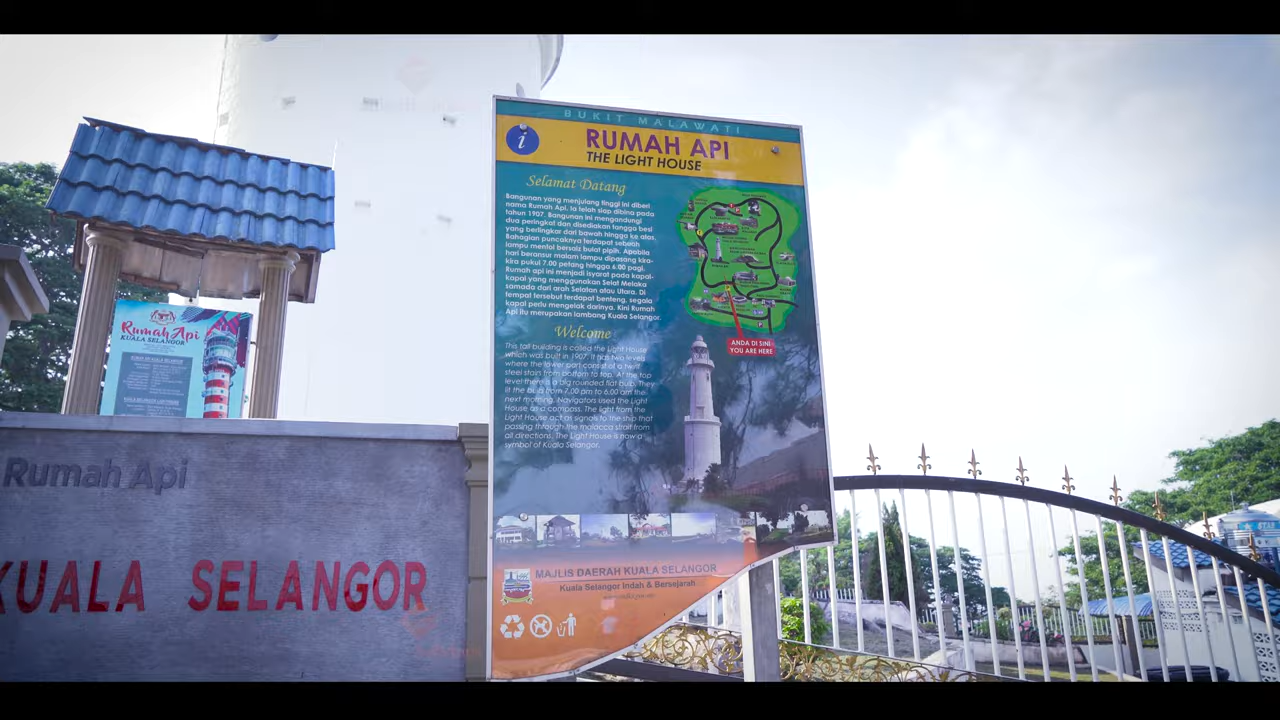 BUKIT MALAWATI
i
RUMAH API
THE LIGHT HOUSE
Selamat Datang
Bangunan yang menjulang tinggi ini diberi
nama Rumah Api. Ia telah siap dibina pada
tahun 1907. Bangunan ini mengandungi
dua peringkat dan disediakan tangga besi
yang berlingkar dari bawah hingga ke atas.
Bahagian puncaknya terdapat sebuah
lampu mentol bersaiz bulat pipih. Apabila
hari beransur malam lampu dipasang kira-
kira pukul 7.00 petang hingga 6.00 pagi.
Rumah api ini menjadi isyarat pada kapal-
kapal yang menggunakan Selat Melaka
samada dari arah Selatan atau Utara. Di
tempat tersebut terdapat benteng, segala
kapal perlu mengelak darinya. Kini Rumah
Api itu merupakan lambang Kuala Selangor.
Welcome
This tall building is called the Light House
which was built in 1907. It has two levels
where the lower part consist of a twirl
steel stairs from bottom to top. At the top
level there is a big rounded flat bulb. They
lit the bulb from 7.00 pm to 6.00 am the
next morning. Navigators used the Light
House as a compass. The light from the
Light House act as signals to the ship that
passing through the malacca strait from
all directions. The Light House is now a
symbol of Kuala Selangor.
ANDA DI SINI
YOU ARE HERE
MAJLIS DAERAH KUALA SELANGOR
Kuala Selangor Indah & Bersejarah
Rumah Api
KUALA SELANGOR
Rumah Api
KUALA SELANGOR
STAR